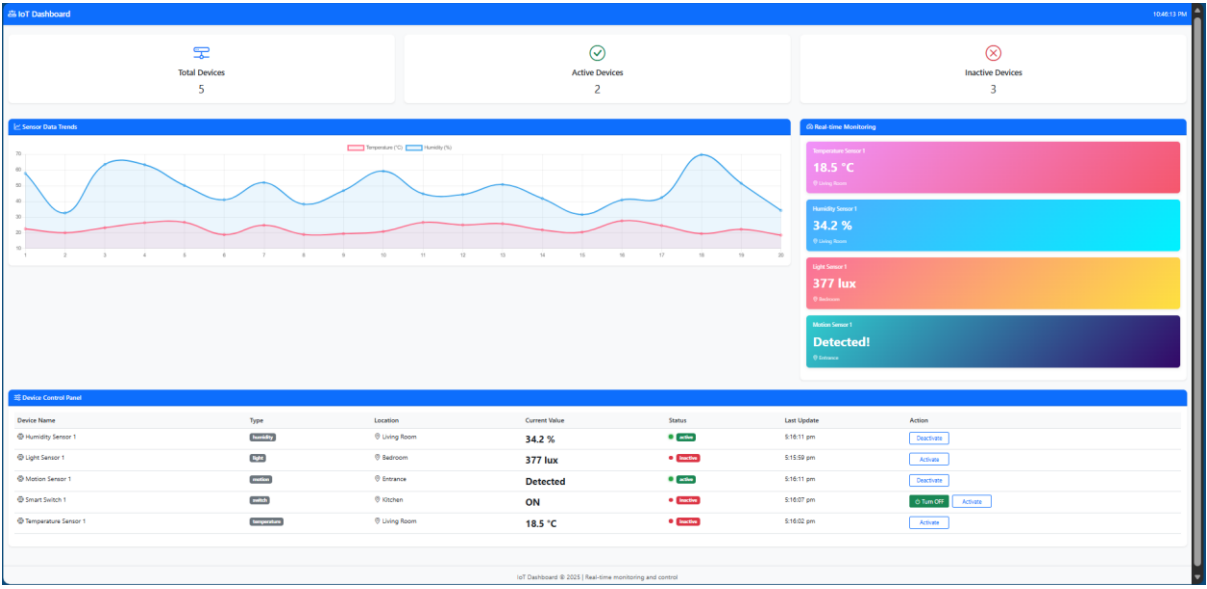 IoT Dashboard
10:46:13 PM
Total Devices
5
Active Devices
2
Inactive Devices
3
Sensor Data Trends
Temperature (°C) Humidity (%)
70
60
50
40
30
20
10
1 2 3 4 5 6 7 8 9 10 11 12 13 14 15 16 17 18 19 20
Real-time Monitoring
Temperature Sensor 1
18.5 °C
Living Room
Humidity Sensor 1
34.2 %
Living Room
Light Sensor 1
377 lux
Bedroom
Motion Sensor 1
Detected!
Entrance
Device Control Panel
Device Name Type Location Current Value Status Last Update Action
Humidity Sensor 1 humidity Living Room 34.2 % active 5:16:11 pm Deactivate
Light Sensor 1 light Bedroom 377 lux inactive 5:15:59 pm Activate
Motion Sensor 1 motion Entrance Detected active 5:16:11 pm Deactivate
Smart Switch 1 switch Kitchen ON inactive 5:16:07 pm Turn OFF Activate
Temperature Sensor 1 temperature Living Room 18.5 °C inactive 5:16:02 pm Activate
IoT Dashboard © 2025 | Real-time monitoring and control